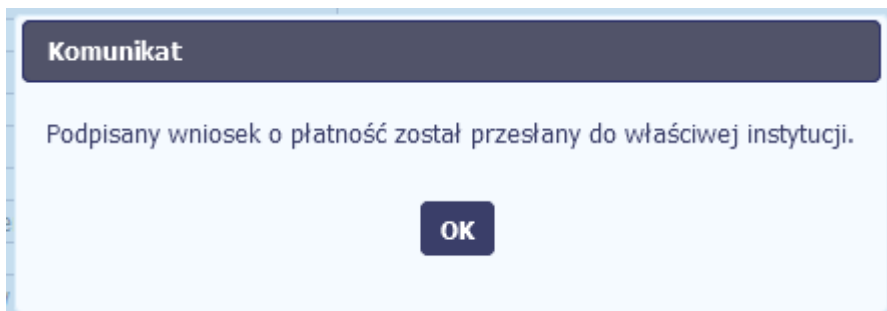 Komunikat
Podpisany wniosek o płatność został przesłany do właściwej instytucji.
OK